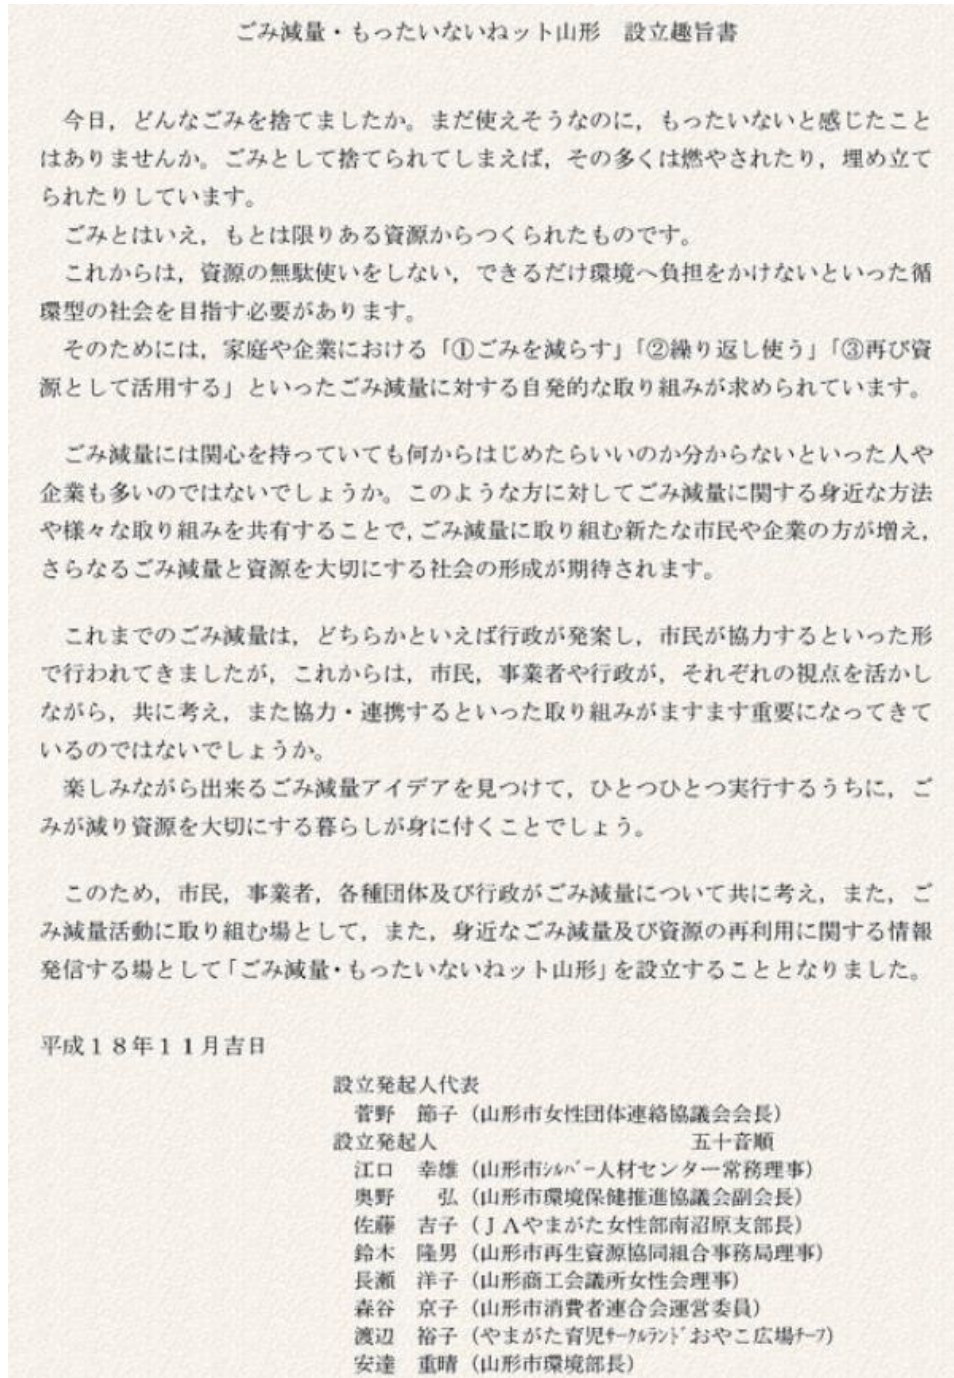 ごみ減量・もったいないねット山形　設立趣旨書
　今日，どんなごみを捨てましたか。まだ使えそうなのに，もったいないと感じたこと
はありませんか。ごみとして捨てられてしまえば，その多くは燃やされたり，埋め立て
られたりしています。
　ごみとはいえ，もとは限りある資源からつくられたものです。
　これからは，資源の無駄使いをしない，できるだけ環境へ負担をかけないといった循
環型の社会を目指す必要があります。
　そのためには，家庭や企業における「①ごみを減らす」「②繰り返し使う」「③再び資
源として活用する」といったごみ減量に対する自発的な取り組みが求められています。
　ごみ減量には関心を持っていても何からはじめたらいいのか分からないといった人や
企業も多いのではないでしょうか。このような方に対してごみ減量に関する身近な方法
や様々な取り組みを共有することで，ごみ減量に取り組む新たな市民や企業の方が増え，
さらなるごみ減量と資源を大切にする社会の形成が期待されます。
　これまでのごみ減量は，どちらかといえば行政が発案し，市民が協力するといった形
で行われてきましたが，これからは，市民，事業者や行政が，それぞれの視点を活かし
ながら，共に考え，また協力・連携するといった取り組みがますます重要になってきて
いるのではないでしょうか。
　楽しみながら出来るごみ減量アイデアを見つけて，ひとつひとつ実行するうちに，ご
みが減り資源を大切にする暮らしが身に付くことでしょう。
　このため，市民，事業者，各種団体及び行政がごみ減量について共に考え，また，ご
み減量活動に取り組む場として，また，身近なごみ減量及び資源の再利用に関する情報
発信する場として「ごみ減量・もったいないねット山形」を設立することとなりました。
平成１８年１１月吉日
設立発起人代表
菅野　節子（山形市女性団体連絡協議会会長）
設立発起人　　　　　　　　　　　五十音順
江口　幸雄（山形市ｼﾙﾊﾞｰ人材センター常務理事）
奥野　　弘（山形市環境保健推進協議会副会長）
佐藤　吉子（ＪＡやまがた女性部南沼原支部長）
鈴木　隆男（山形市再生資源協同組合事務局理事）
長瀬　洋子（山形商工会議所女性会理事）
森谷　京子（山形市消費者連合会運営委員）
渡辺　裕子（やまがた育児ｻｰｸﾙﾗﾝﾄﾞおやこ広場ﾁｰﾌ）
安達　重晴（山形市環境部長）